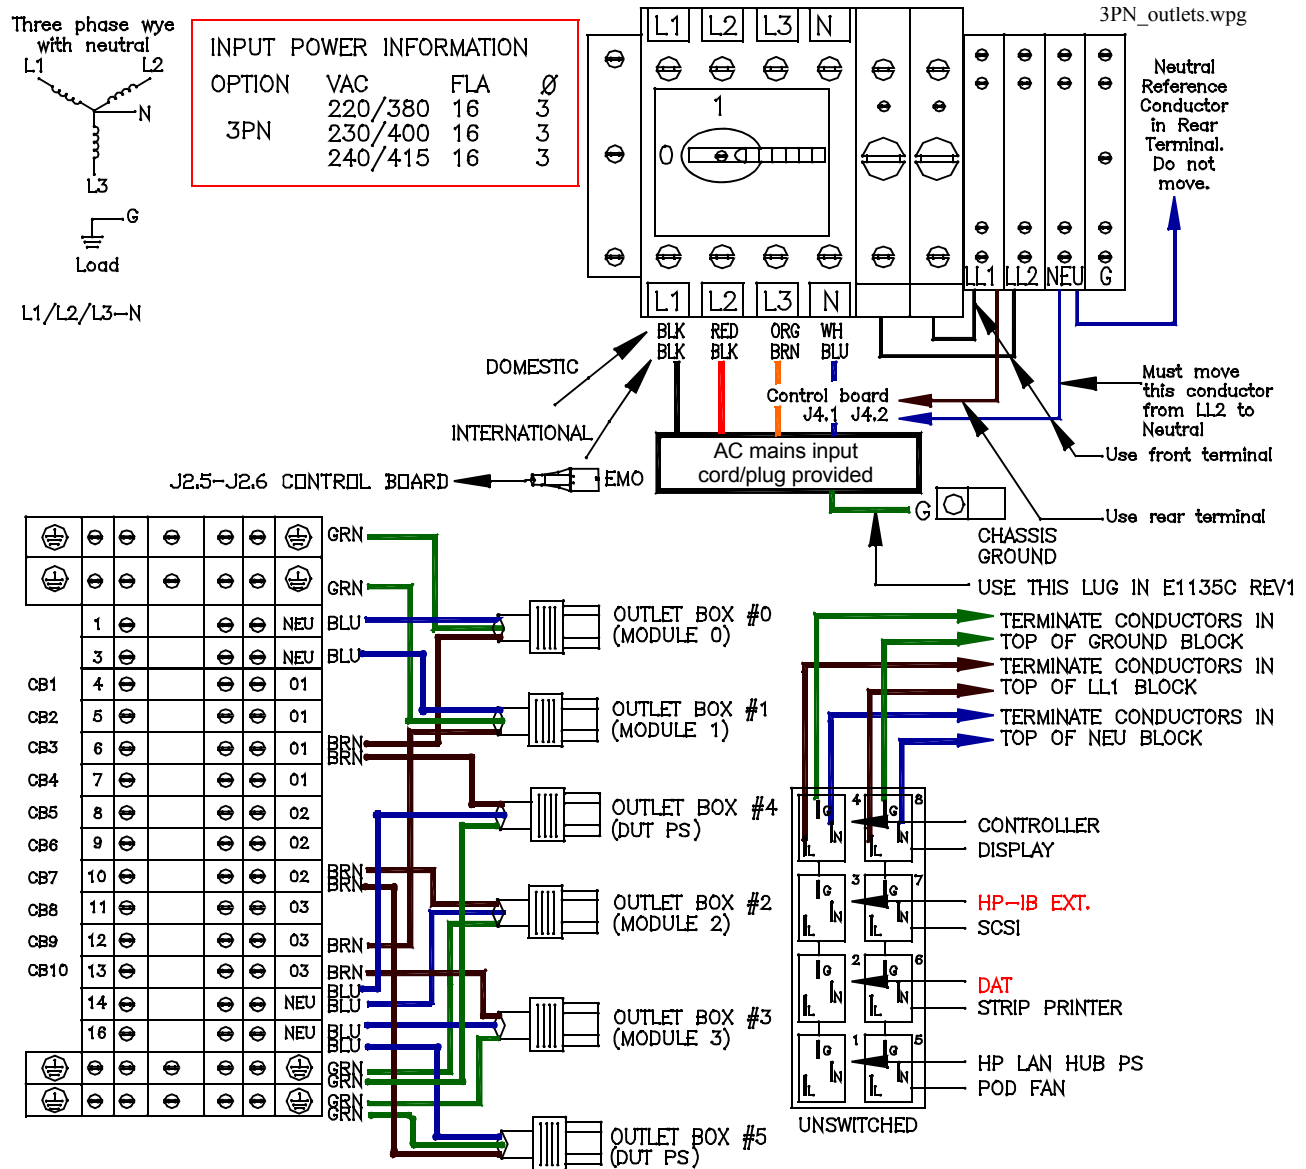 3PN_outlets.wpg
Three phase wye
with neutral
L1
L2
N
L3
G
Load
L1/L2/L3-N
INPUT POWER INFORMATION
OPTION VAC FLA Ø
220/380 16 3
3PN 230/400 16 3
240/415 16 3
L1 L2 L3 N
1
0
L1 L2 L3 N
LL1 LL2 NEU G
Neutral
Reference
Conductor
in Rear
Terminal.
Do not
move.
BLK RED ORG WH
BLK BLK BRN BLU
DOMESTIC
INTERNATIONAL
Control board
J4.1 J4.2
Must move
this conductor
from LL2 to
Neutral
AC mains input
cord/plug provided
Use front terminal
J2.5-J2.6 CONTROL BOARD
EMO
G
Use rear terminal
CHASSIS
GROUND
USE THIS LUG IN E1135C REV1
GRN
GRN
1 NEU BLU
3 NEU BLU
CB1 4 01
CB2 5 01
CB3 6 01 BRN
BRN
CB4 7 01
CB5 8 02
CB6 9 02
CB7 10 02 BRN
BRN
CB8 11 03
CB9 12 03 BRN
CB10 13 03 BRN
BLU
14 NEU BLU
16 NEU BLU
BLU
GRN
GRN
GRN
GRN
OUTLET BOX #0
(MODULE 0)
OUTLET BOX #1
(MODULE 1)
OUTLET BOX #4
(DUT PS)
OUTLET BOX #2
(MODULE 2)
OUTLET BOX #3
(MODULE 3)
OUTLET BOX #5
(DUT PS)
TERMINATE CONDUCTORS IN
TOP OF GROUND BLOCK
TERMINATE CONDUCTORS IN
TOP OF LL1 BLOCK
TERMINATE CONDUCTORS IN
TOP OF NEU BLOCK
G 4 G 8
N N
L L
CONTROLLER
DISPLAY
G 3 G 7
N N
L L
HP-IB EXT.
SCSI
G 2 G 6
N N
L L
DAT
STRIP PRINTER
G 1 G 5
N N
L L
HP LAN HUB PS
POD FAN
UNSWITCHED